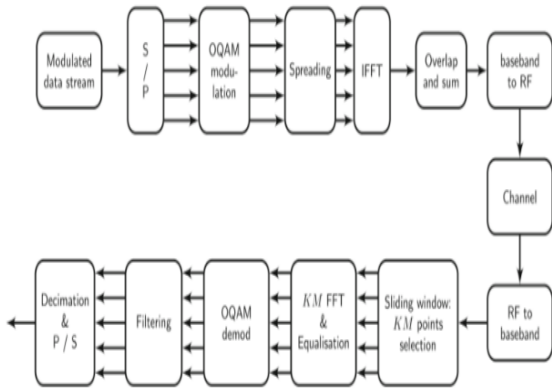 Modulated
data stream
S
/
P
OQAM
modu-
lation
Spreading
IFFT
Overlap
and sum
baseband
to RF
Channel
RF to
baseband
Sliding window:
KM points
selection
KM FFT
&
Equalisation
OQAM
demod
Filtering
Decimation
&
P / S